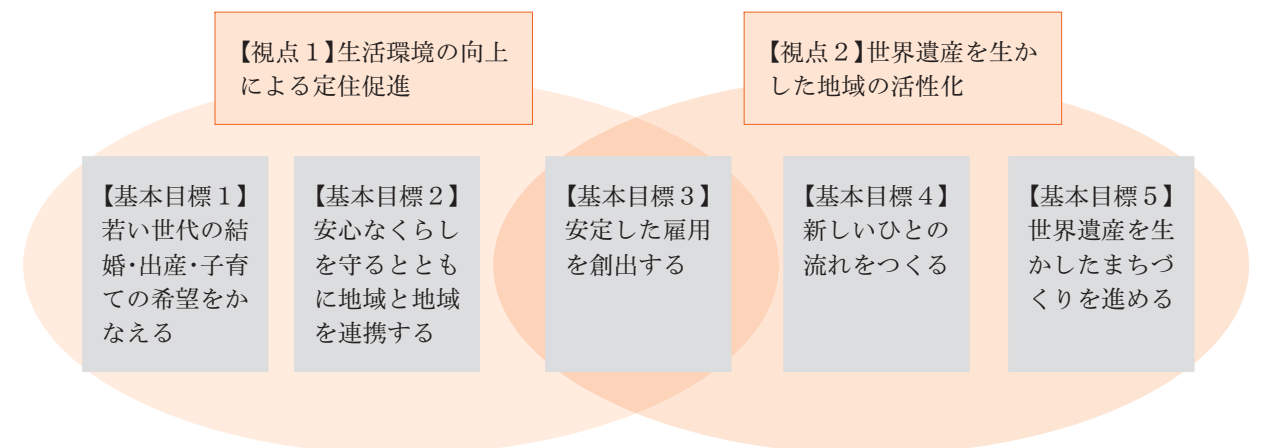 【視点１】生活環境の向上
による定住促進
【視点２】世界遺産を生か
した地域の活性化
【基本目標１】
若い世代の結
婚・出産・子育
ての希望をか
なえる
【基本目標２】
安心なくらし
を守るととも
に地域と地域
を連携する
【基本目標３】
安定した雇用
を創出する
【基本目標４】
新しいひとの
流れをつくる
【基本目標５】
世界遺産を生
かしたまちづ
くりを進める